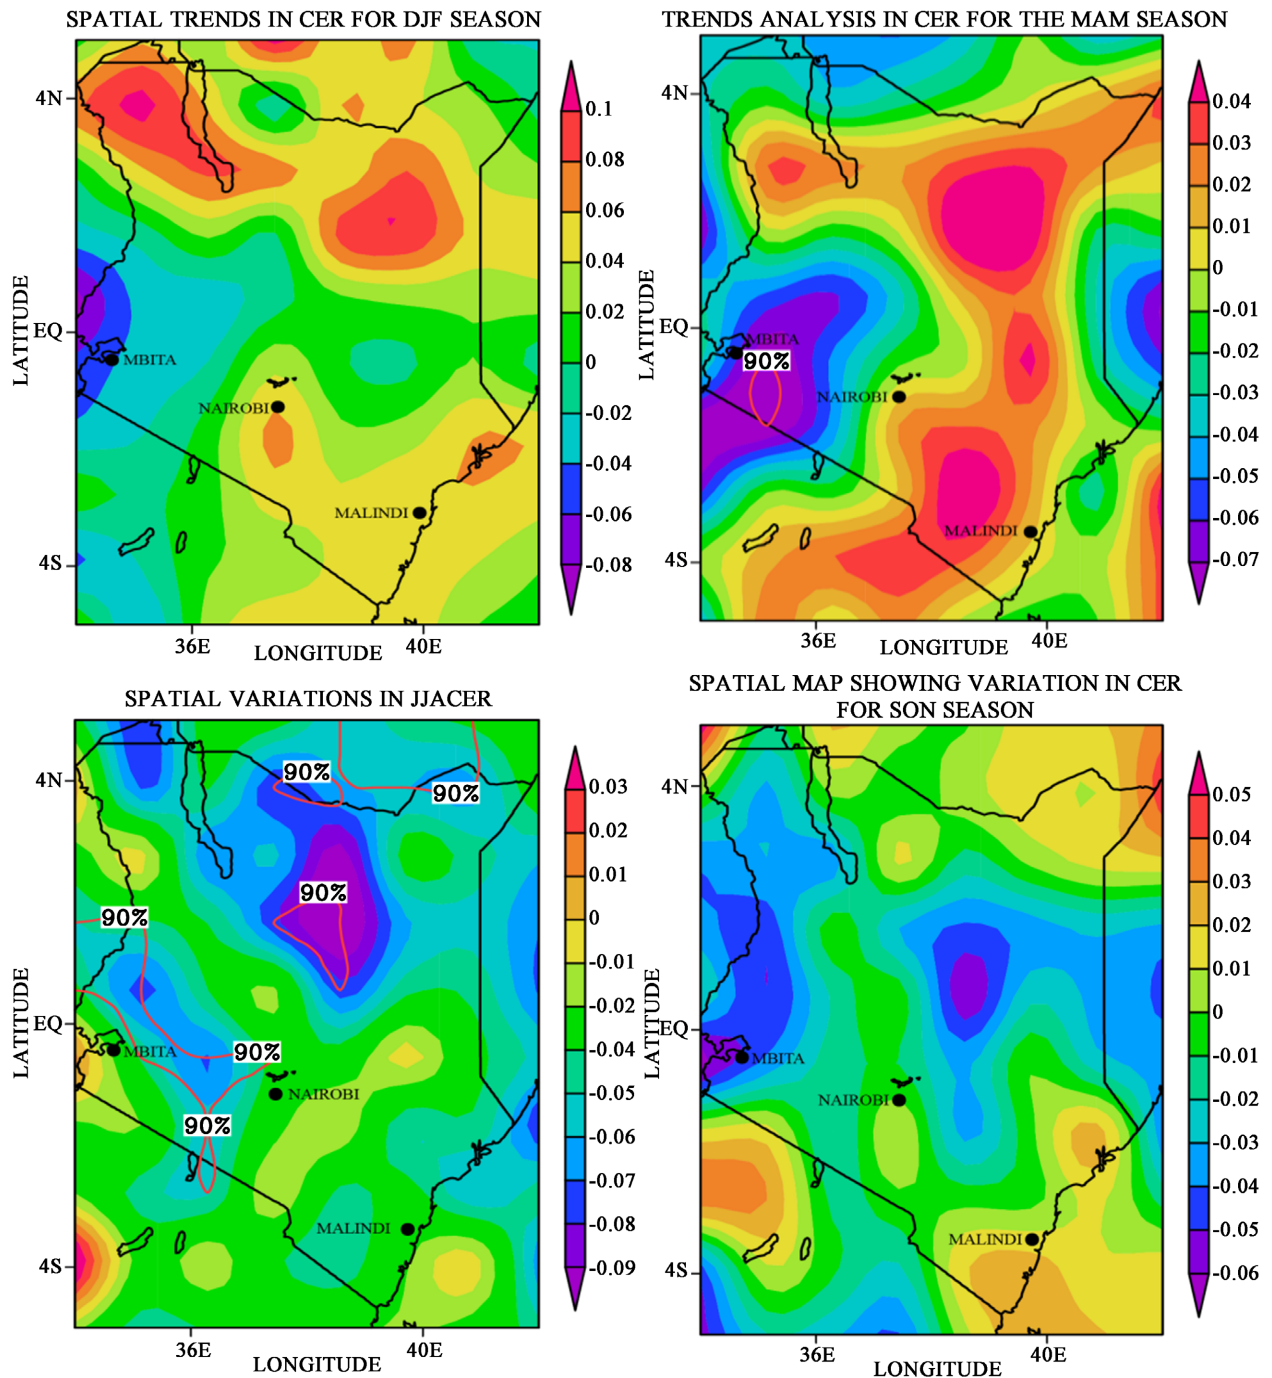 SPATIAL TRENDS IN CER FOR DJF SEASON
4N
EQ
4S
LATITUDE
MBITA
NAIROBI
MALINDI
36E
40E
LONGITUDE
0.1
0.08
0.06
0.04
0.02
0
-0.02
-0.04
-0.06
-0.08
TRENDS ANALYSIS IN CER FOR THE MAM SEASON
4N
EQ
4S
LATITUDE
MBITA
90%
NAIROBI
MALINDI
36E
40E
LONGITUDE
0.04
0.03
0.02
0.01
0
-0.01
-0.02
-0.03
-0.04
-0.05
-0.06
-0.07
SPATIAL VARIATIONS IN JJACER
4N
EQ
4S
LATITUDE
90%
90%
90%
90%
MBITA
90%
NAIROBI
90%
MALINDI
36E
40E
LONGITUDE
0.03
0.02
0.01
0
-0.01
-0.02
-0.04
-0.05
-0.06
-0.07
-0.08
-0.09
SPATIAL MAP SHOWING VARIATION IN CER
FOR SON SEASON
4N
EQ
4S
LATITUDE
MBITA
NAIROBI
MALINDI
36E
40E
LONGITUDE
0.05
0.04
0.03
0.02
0.01
0
-0.01
-0.02
-0.03
-0.04
-0.05
-0.06